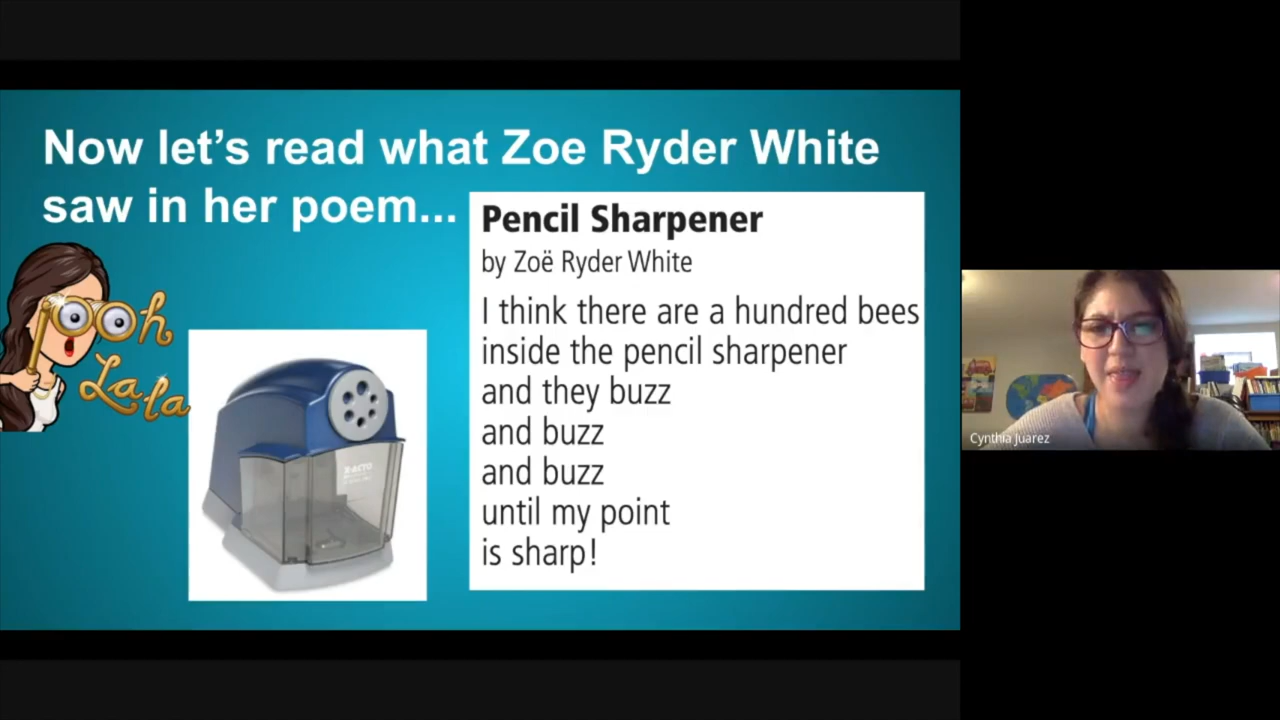 Now let's read what Zoe Ryder White
saw in her poem...
Pencil Sharpener
by Zoë Ryder White
I think there are a hundred bees
inside the pencil sharpener
and they buzz
and buzz
and buzz
until my point
is sharp!
ooh
La la
X-ACTO
Cynthia Juarez